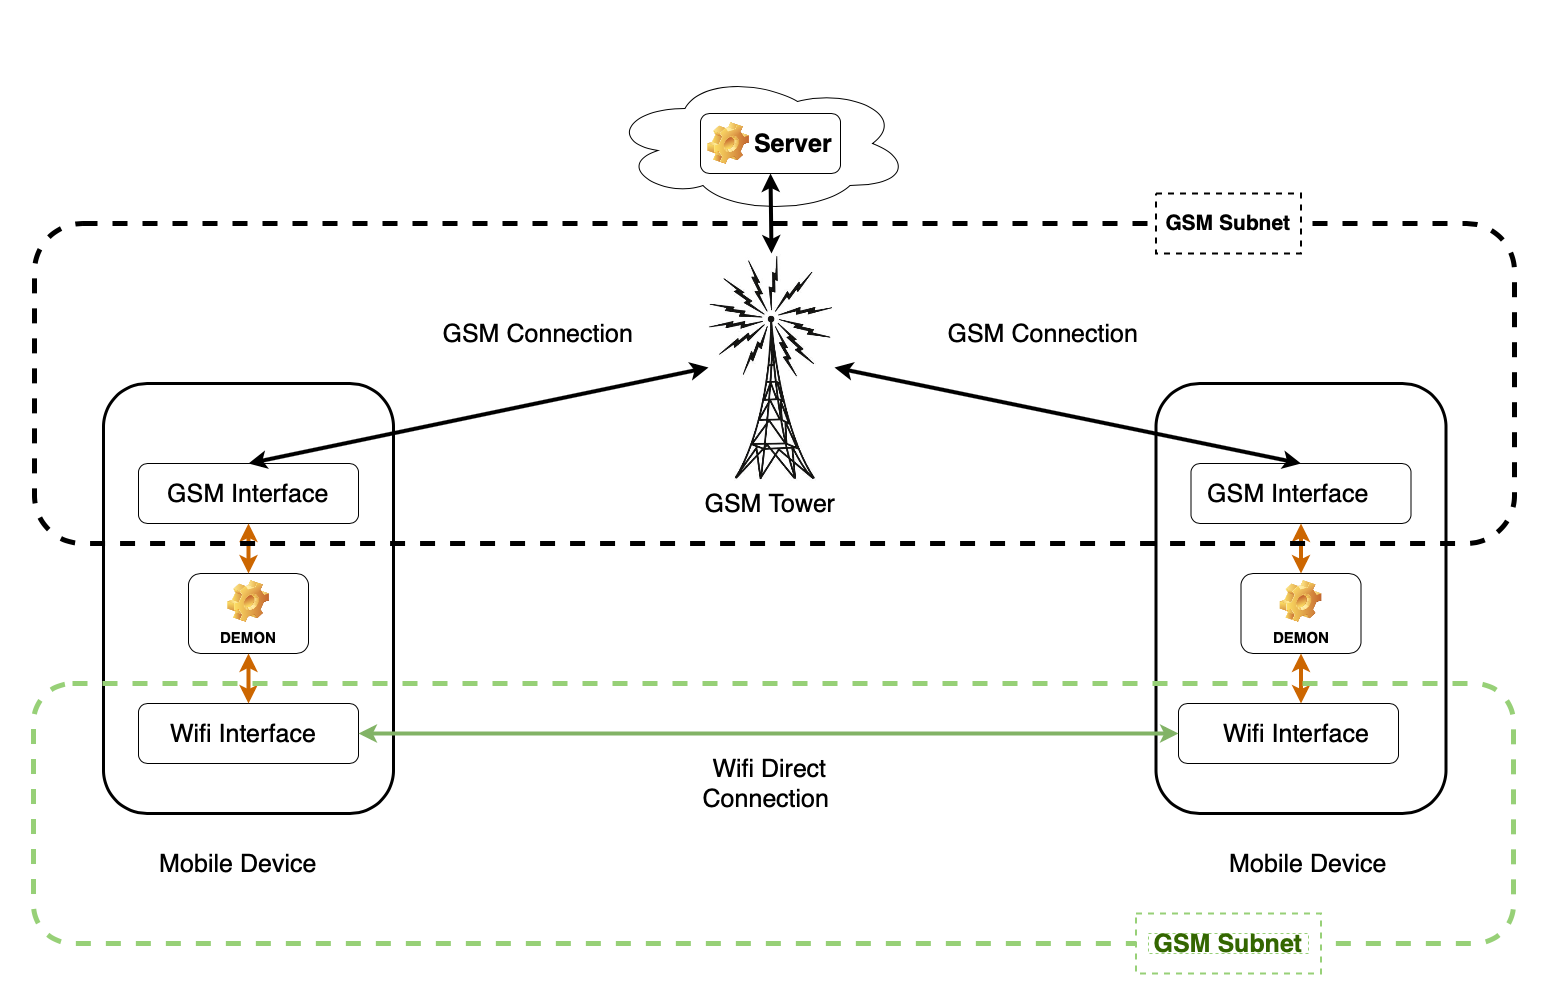 Server
GSM Subnet
GSM Connection
GSM Connection
GSM Interface
GSM Tower
GSM Interface
DEMON
DEMON
Wifi Interface
Wifi Interface
Wifi Direct
Connection
Mobile Device
Mobile Device
GSM Subnet